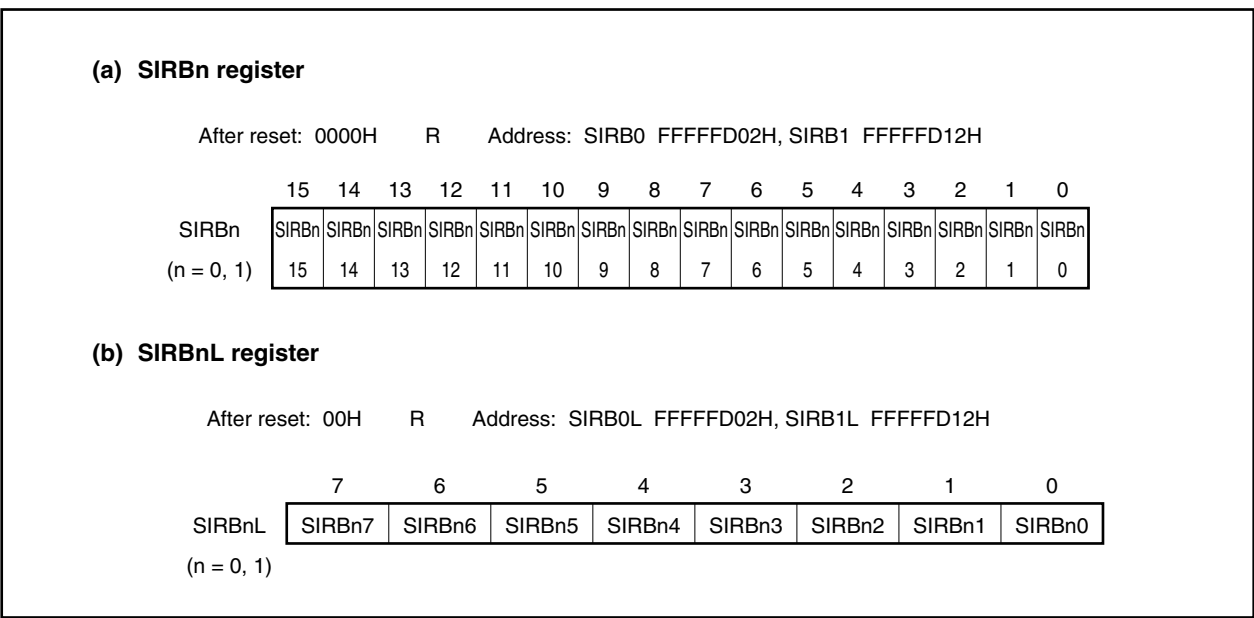 (a) SIRBn register
After reset: 0000H R Address: SIRB0 FFFFFD02H, SIRB1 FFFFFD12H
15 14 13 12 11 10 9 8 7 6 5 4 3 2 1 0
SIRBn SIRBn SIRBn SIRBn SIRBn SIRBn SIRBn SIRBn SIRBn SIRBn SIRBn SIRBn SIRBn SIRBn SIRBn SIRBn SIRBn
(n = 0, 1) 15 14 13 12 11 10 9 8 7 6 5 4 3 2 1 0
(b) SIRBnL register
After reset: 00H R Address: SIRB0L FFFFFD02H, SIRB1L FFFFFD12H
7 6 5 4 3 2 1 0
SIRBnL SIRBn7 SIRBn6 SIRBn5 SIRBn4 SIRBn3 SIRBn2 SIRBn1 SIRBn0
(n = 0, 1)